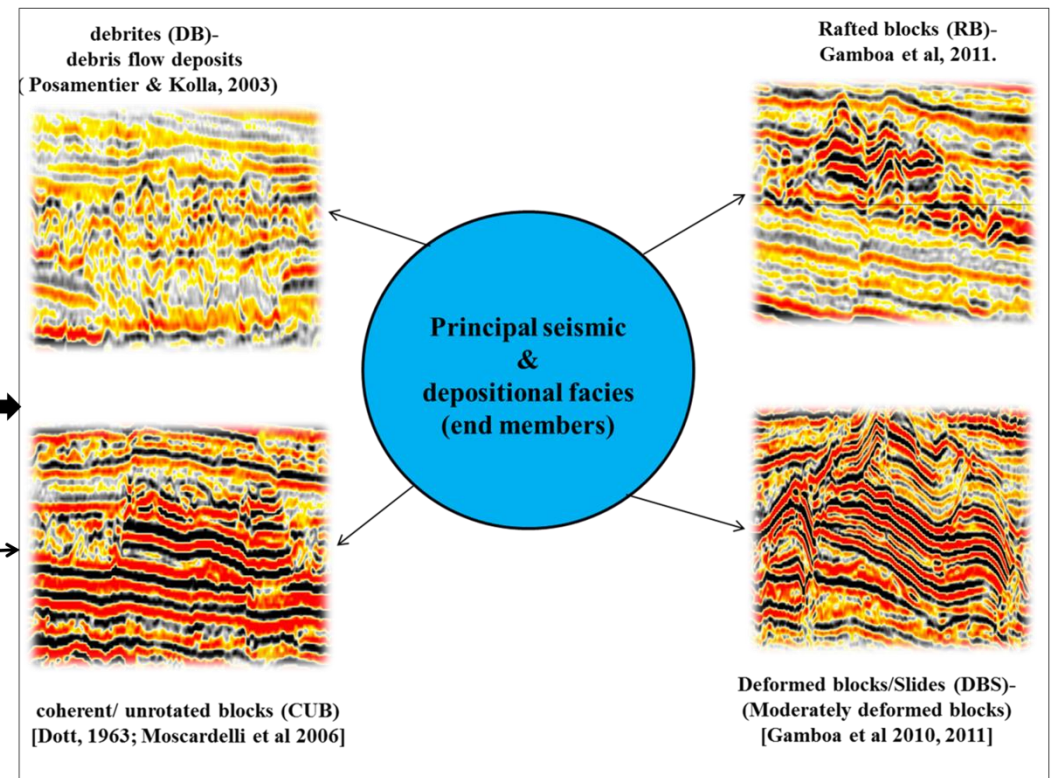 debrites (DB)-
debris flow deposits
( Posamentier & Kolla, 2003)
Rafted blocks (RB)-
Gamboa et al, 2011.
Principal seismic
&
depositional facies
(end members)
coherent/ unrotated blocks (CUB)
[Dott, 1963; Moscardelli et al 2006]
Deformed blocks/Slides (DBS)-
(Moderately deformed blocks)
[Gamboa et al 2010, 2011]